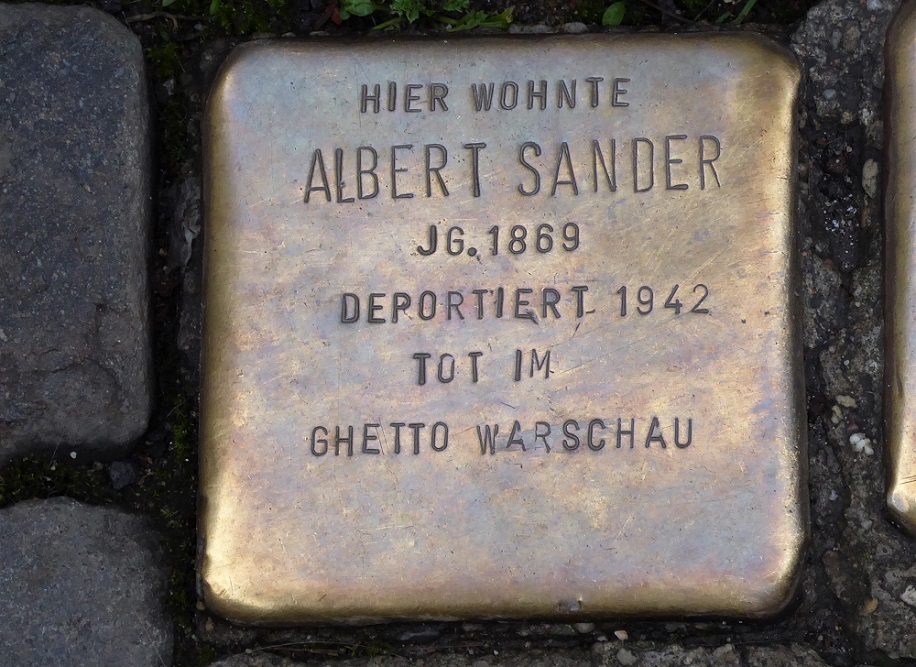 HIER WOHNTE
ALBERT SANDER
JG. 1869
DEPORTIERT 1942
TOT IM
GHETTO WARSCHAU